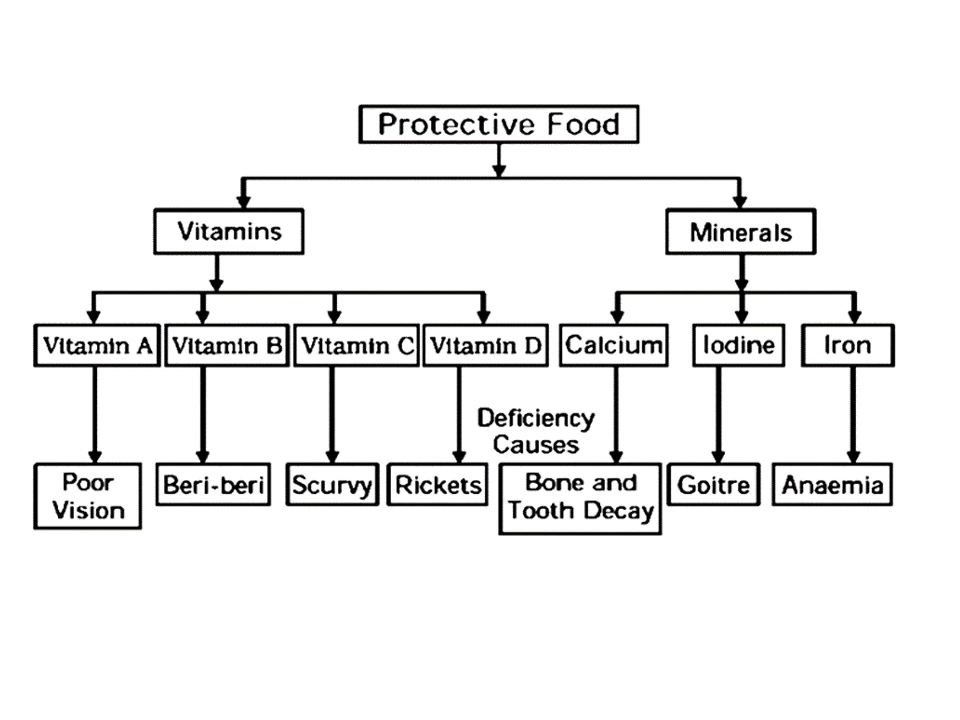 Protective Food
Vitamins
Minerals
Vitamin A
Vitamin B
Vitamin C
Vitamin D
Calcium
Iodine
Iron
Deficiency
Causes
Poor
Vision
Beri-beri
Scurvy
Rickets
Bone and
Tooth Decay
Goitre
Anaemia